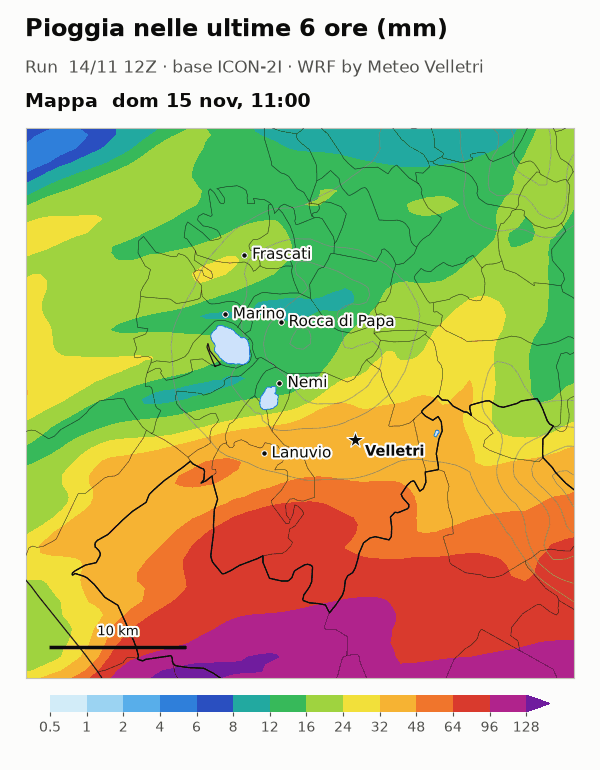 Pioggia nelle ultime 6 ore (mm)
Run 14/11 12Z · base ICON-2I · WRF by Meteo Velletri
Mappa dom 15 nov, 11:00
Frascati
Marino
Rocca di Papa
Nemi
Velletri
Lanuvio
10 km
0.5 1 2 4 6 8 12 16 24 32 48 64 96 128